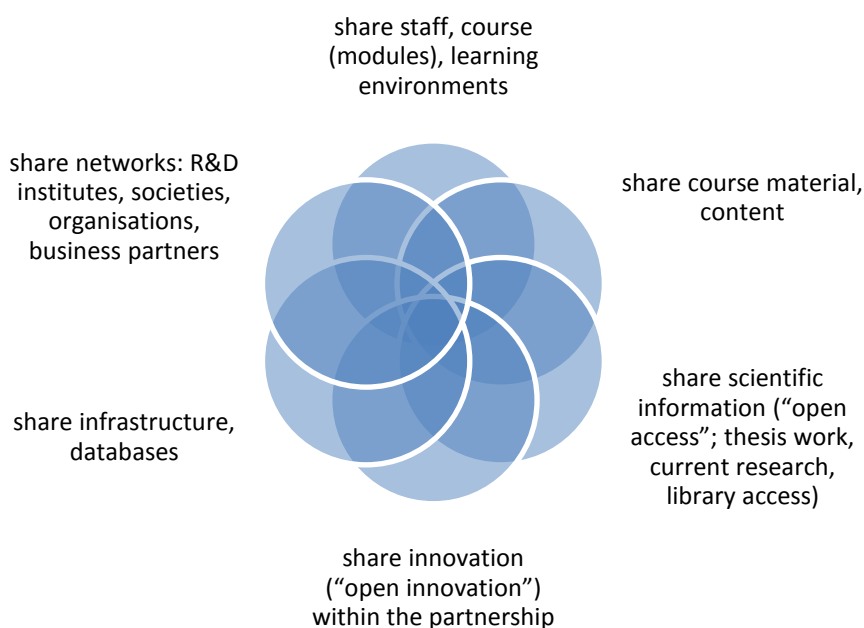 share staff, course
(modules), learning
environments
share networks: R&D
institutes, societies,
organisations,
business partners
share course material,
content
share infrastructure,
databases
share scientific
information (“open
access”; thesis work,
current research,
library access)
share innovation
(“open innovation”)
within the partnership